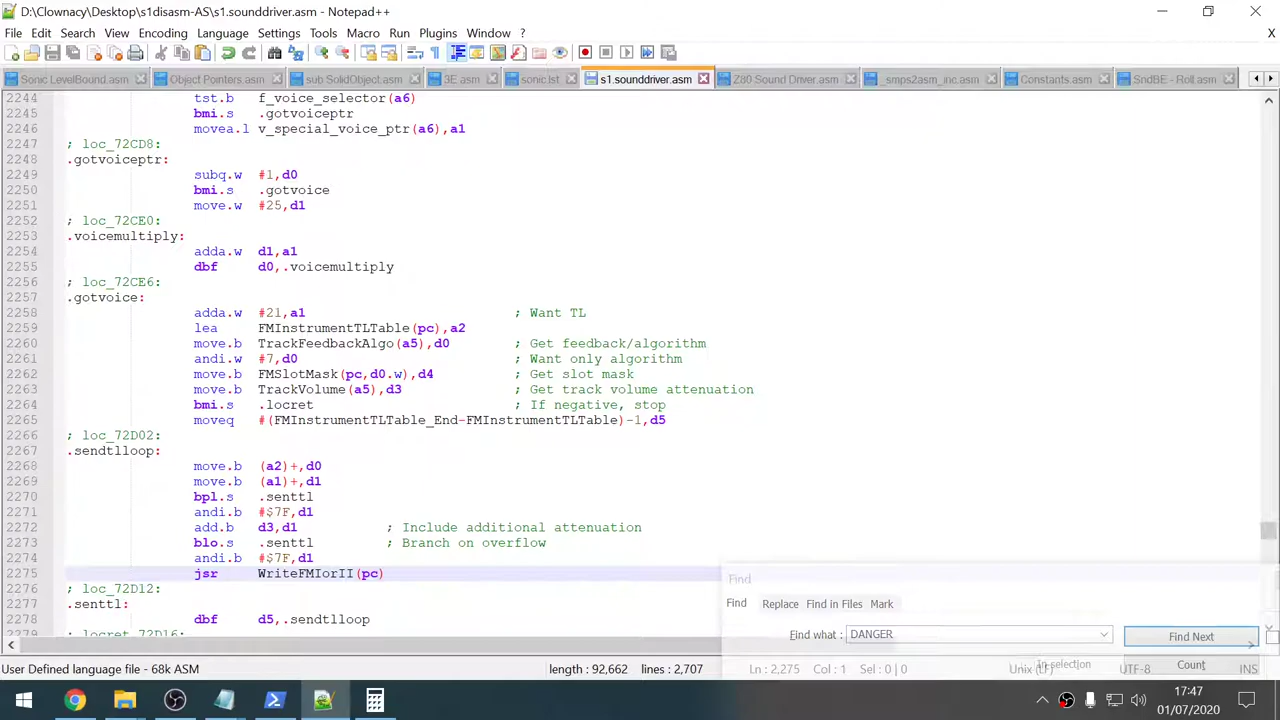 D:\Clownacy\Desktop\s1disasm-AS\s1.sounddriver.asm - Notepad++
File Edit Search View Encoding Language Settings Tools Macro Run Plugins Window ? X
Sonic LevelBound.asm Object Pointers.asm sub SolidObject.asm 3E.asm sonic.lst s1.sounddriver.asm Z80 Sound Driver.asm _smps2asm_inc.asm Constants.asm SndBE - Roll.asm
2244 tst.b f_voice_selector(a6)
2245 bmi.s .gotvoiceptr
2246 movea.l v_special_voice_ptr(a6),a1
2247 ; loc_72CD8:
2248 .gotvoiceptr:
2249 subq.w #1,d0
2250 bmi.s .gotvoice
2251 move.w #25,d1
2252 ; loc_72CE0:
2253 .voicemultiply:
2254 adda.w d1,a1
2255 dbf d0,.voicemultiply
2256 ; loc_72CE6:
2257 .gotvoice:
2258 adda.w #21,a1 ; Want TL
2259 lea FMInstrumentTLTable(pc),a2
2260 move.b TrackFeedbackAlgo(a5),d0 ; Get feedback/algorithm
2261 andi.w #7,d0 ; Want only algorithm
2262 move.b FMSlotMask(pc,d0.w),d4 ; Get slot mask
2263 move.b TrackVolume(a5),d3 ; Get track volume attenuation
2264 bmi.s .locret ; If negative, stop
2265 moveq #(FMInstrumentTLTable_End-FMInstrumentTLTable)-1,d5
2266 ; loc_72D02:
2267 .sendtlloop:
2268 move.b (a2)+,d0
2269 move.b (a1)+,d1
2270 bpl.s .senttl
2271 andi.b #$7F,d1
2272 add.b d3,d1 ; Include additional attenuation
2273 blo.s .senttl ; Branch on overflow
2274 andi.b #$7F,d1
2275 jsr WriteFMIorII(pc)
2276 ; loc_72D12:
2277 .senttl:
2278 dbf d5,.sendtlloop
2279 ; locret_72D16:
Find
Find Replace Find in Files Mark
Find what : DANGER Find Next
In selection Count
User Defined language file - 68k ASM length : 92,662 lines : 2,707 Ln : 2,275 Col : 1 Sel : 0 | 0 Unix (LF) UTF-8 INS
17:47
01/07/2020